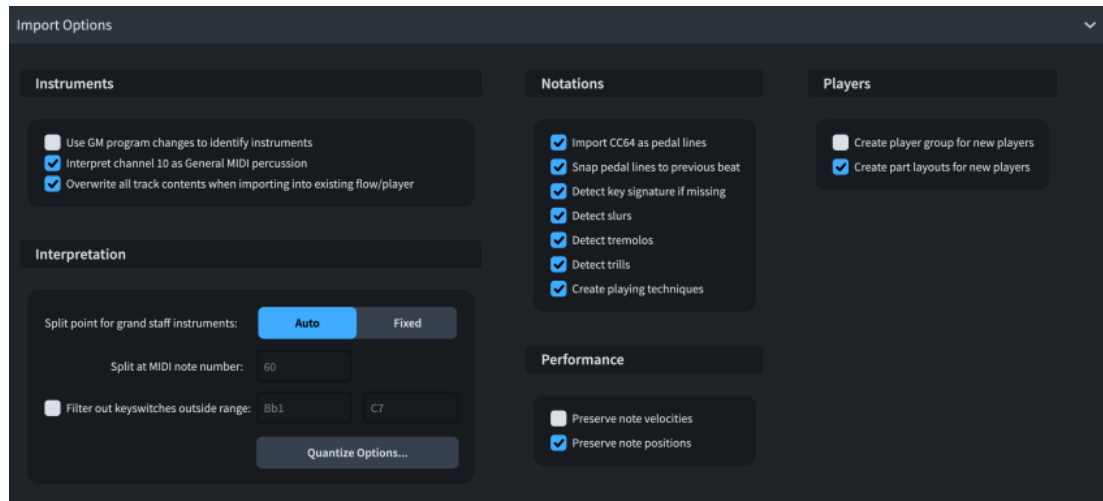 Import Options
Instruments
Use GM program changes to identify instruments
Interpret channel 10 as General MIDI percussion
Overwrite all track contents when importing into existing flow/player
Interpretation
Split point for grand staff instruments: Auto Fixed
Split at MIDI note number: 60
Filter out keyswitches outside range: Bb1 C7
Quantize Options...
Notations
Import CC64 as pedal lines
Snap pedal lines to previous beat
Detect key signature if missing
Detect slurs
Detect tremolos
Detect trills
Create playing techniques
Performance
Preserve note velocities
Preserve note positions
Players
Create player group for new players
Create part layouts for new players